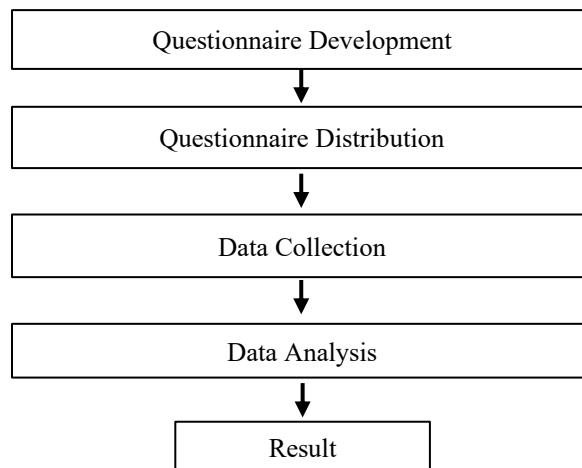 Questionnaire Development
Questionnaire Distribution
Data Collection
Data Analysis
Result